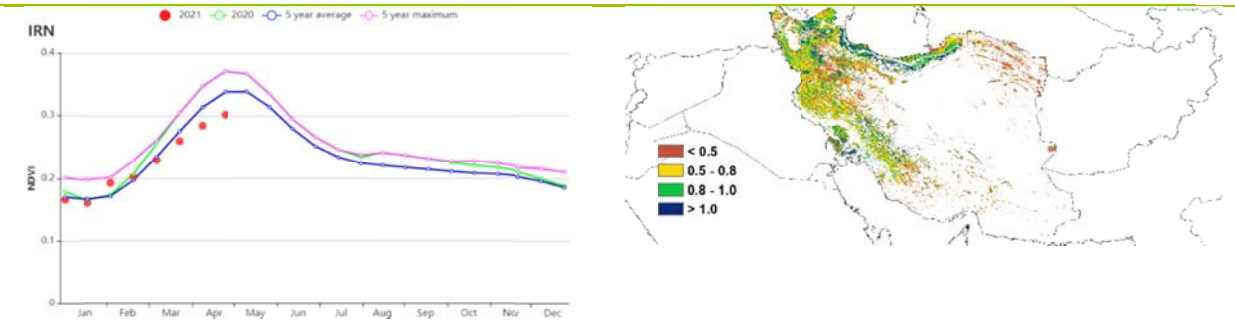 2021 2020 5 year average 5 year maximum
IRN
0.4
0.3
0.2
0.1
0
NDVI
Jan Feb Mar Apr May Jun Jul Aug Sep Oct Nov Dec
< 0.5
0.5 - 0.8
0.8 - 1.0
> 1.0